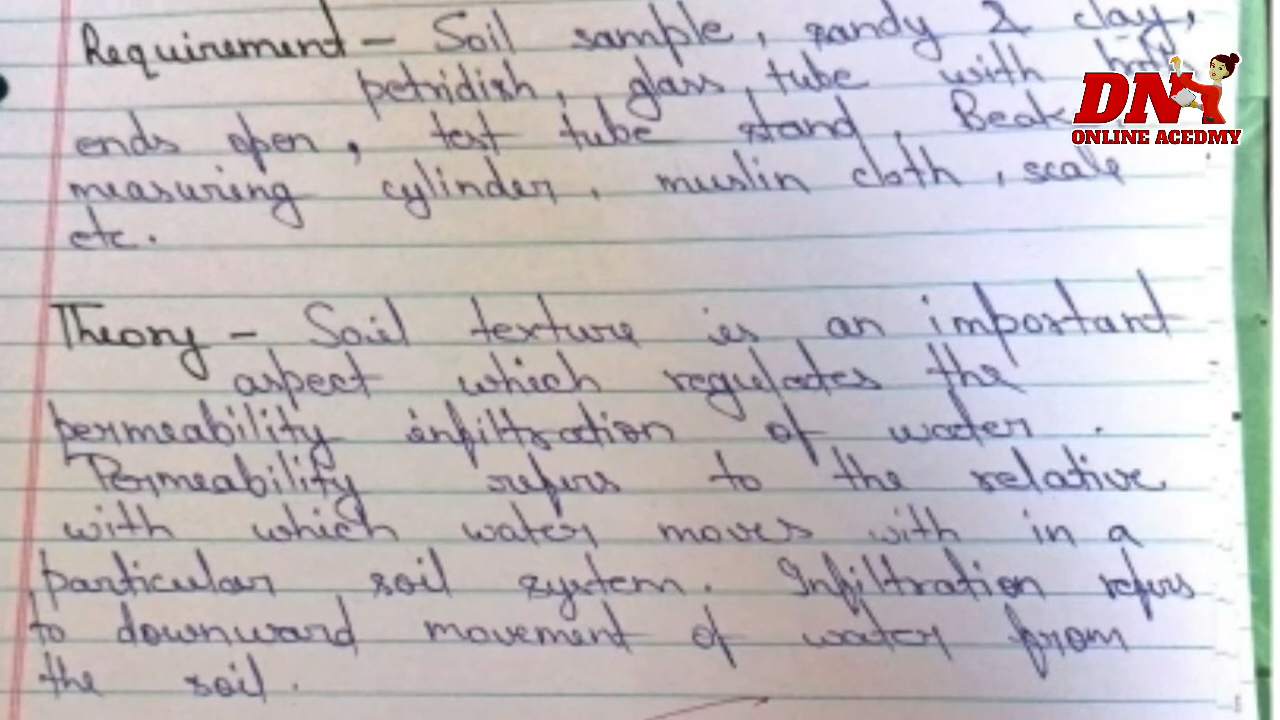 Requirement - Soil sample, sandy & clay,
petridish, glass, tube with both
ends open, test tube stand, Beak
measuring cylinder, muslin cloth, scale
etc.
Theory - Soil texture is an important
aspect which regulates the
permeability infiltration of water.
Permeability refers to the relative
with which water moves with in a
particular soil system. Infiltration refers
to downward movement of water from
the soil.
DN
ONLINE ACEDMY